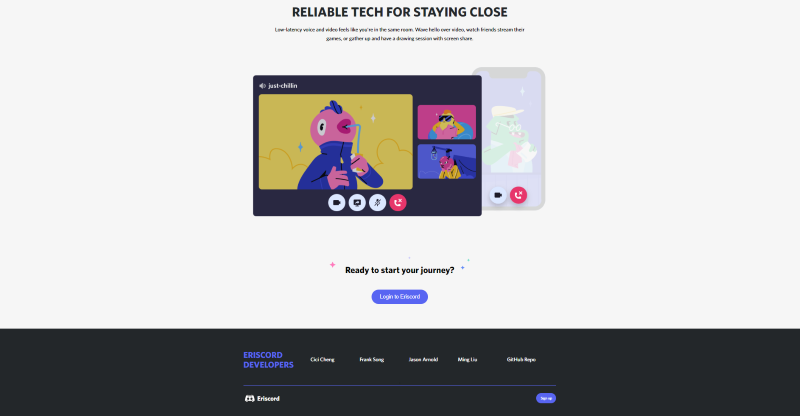 RELIABLE TECH FOR STAYING CLOSE
Low-latency voice and video feels like you're in the same room. Wave hello over video, watch friends stream their
games, or gather up and have a drawing session with screen share.
just-chillin
Ready to start your journey?
Login to Eriscord
ERISCORD
DEVELOPERS
Cici Cheng
Frank Song
Jason Arnold
Ming Liu
GitHub Repo
Eriscord
Sign up